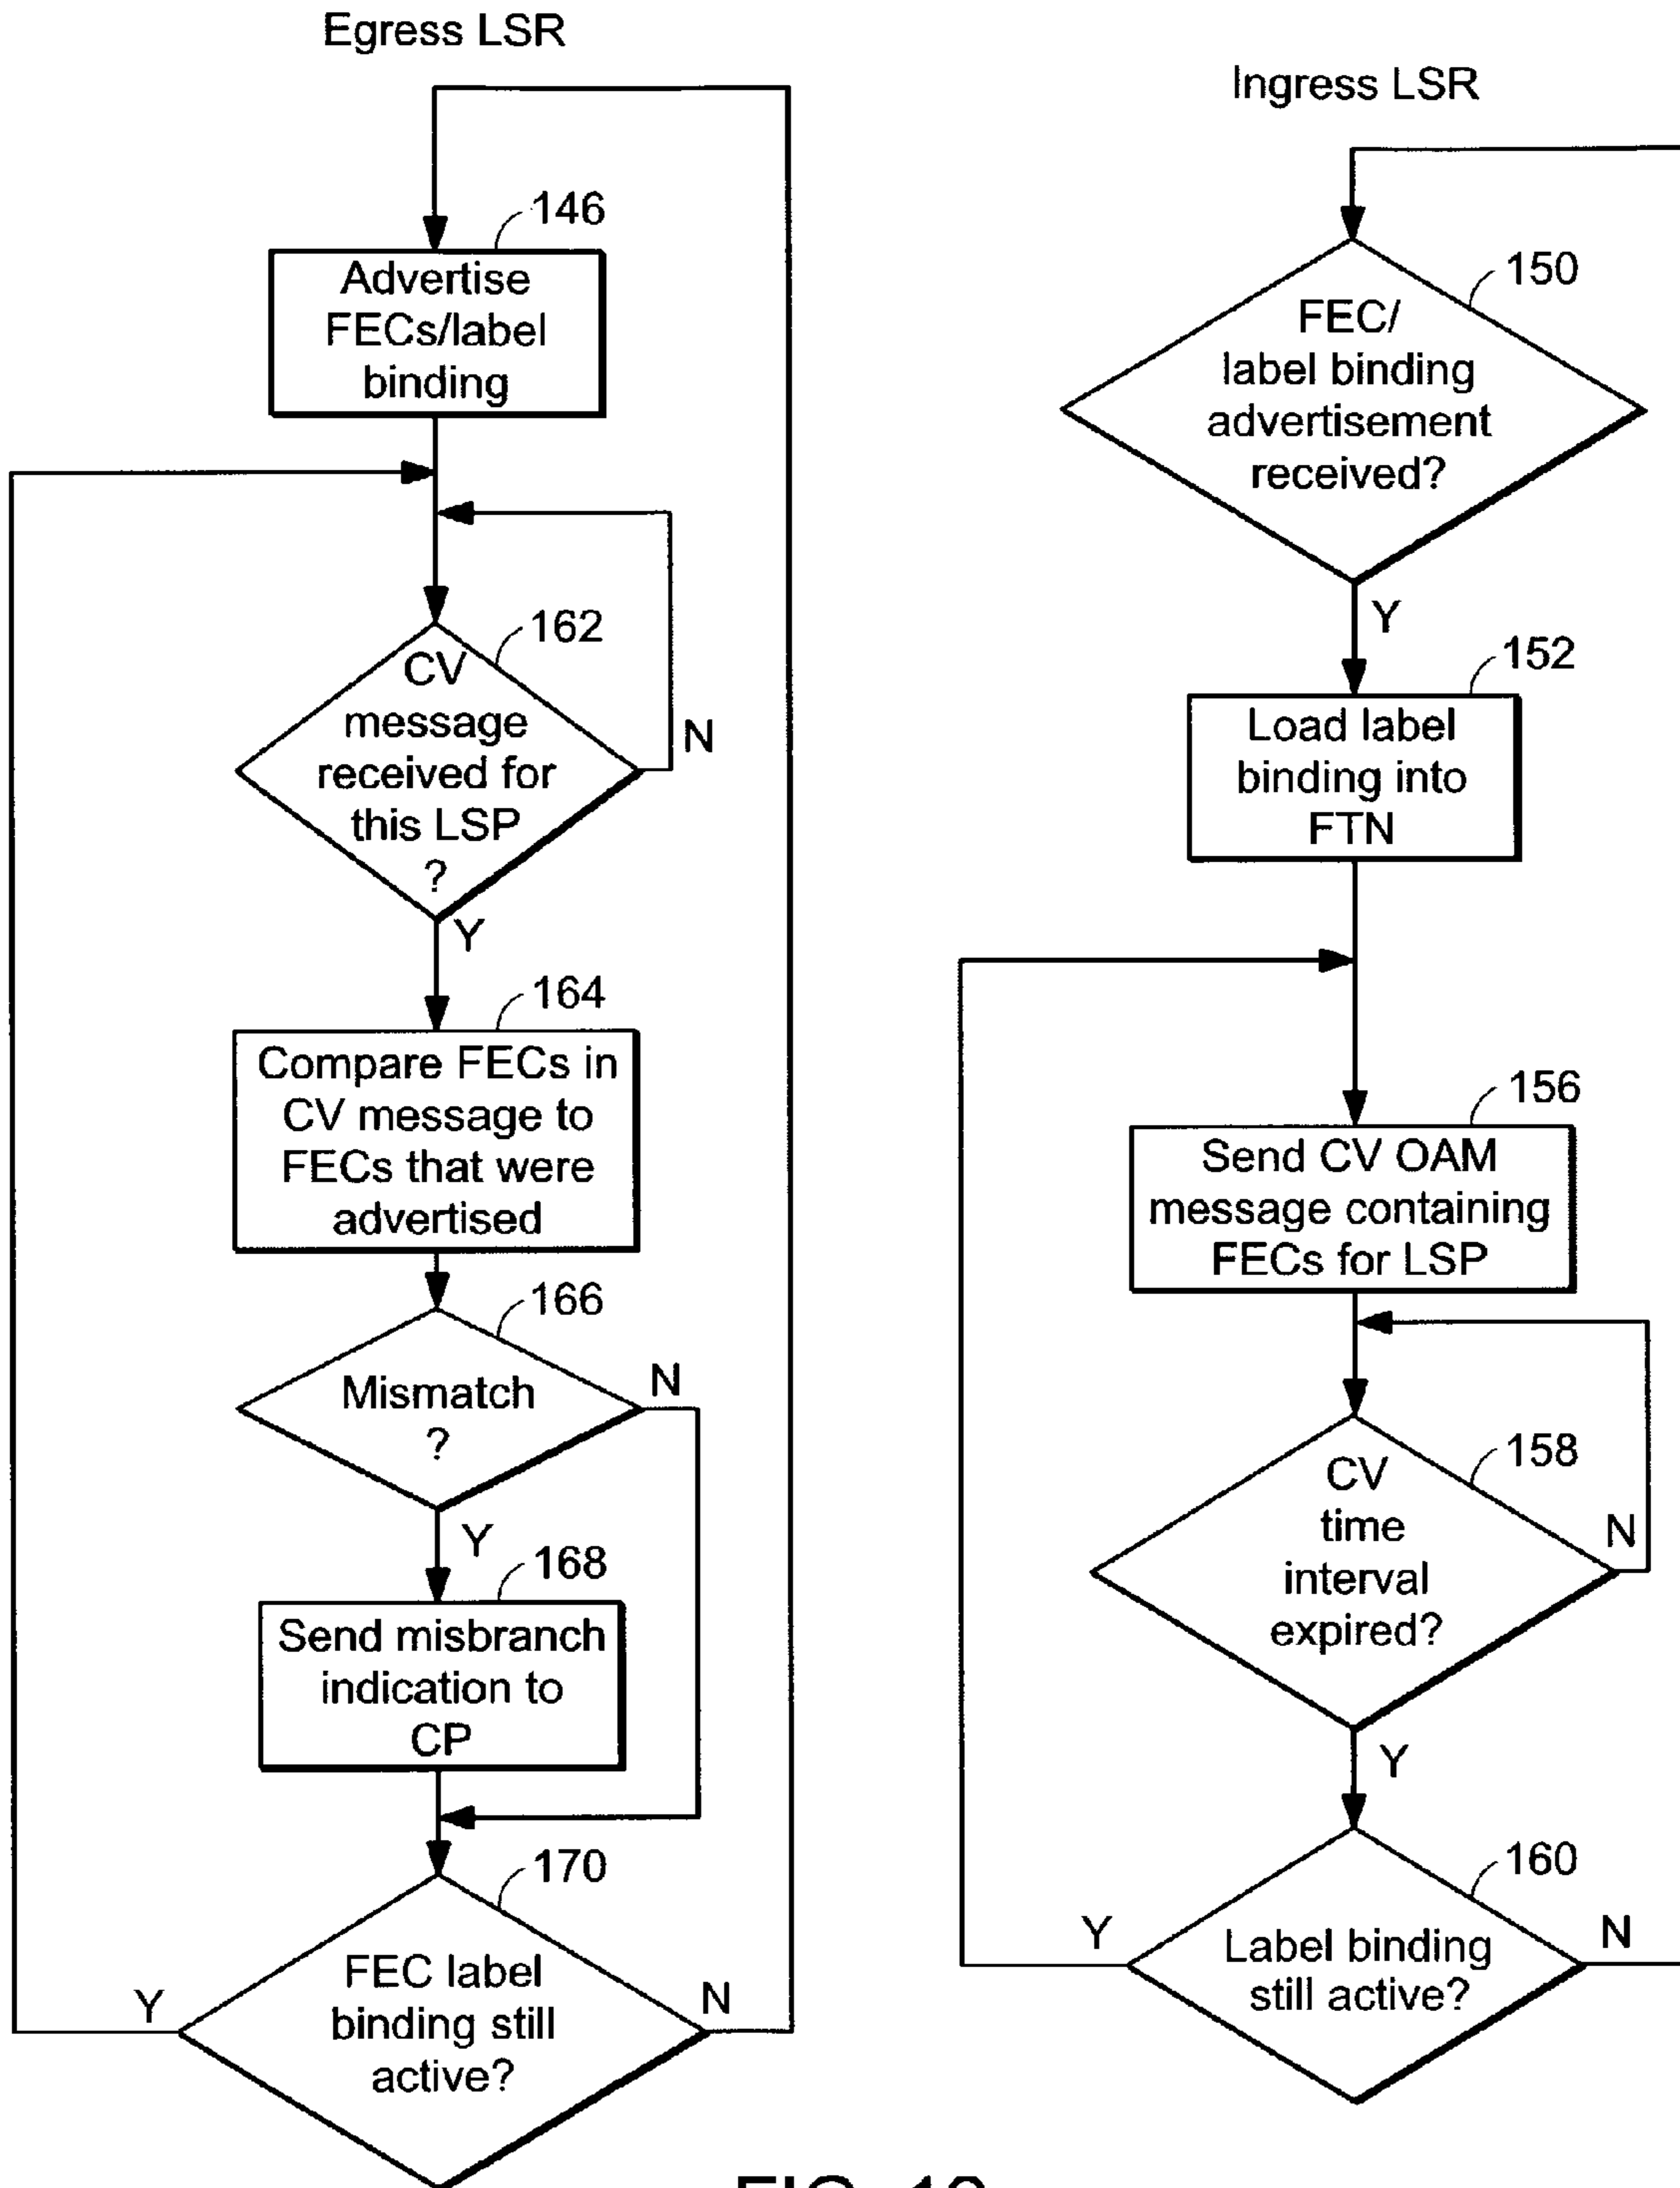 Egress LSR
146
Advertise
FECs/label
binding
162
CV
message
received for
this LSP
?
N
Y
164
Compare FECs in
CV message to
FECs that were
advertised
166
Mismatch
?
N
Y
168
Send misbranch
indication to
CP
170
FEC label
binding still
active?
Y
N
Ingress LSR
150
FEC/
label binding
advertisement
received?
Y
152
Load label
binding into
FTN
156
Send CV OAM
message containing
FECs for LSP
158
CV
time
interval
expired?
N
Y
160
Label binding
still active?
Y
N